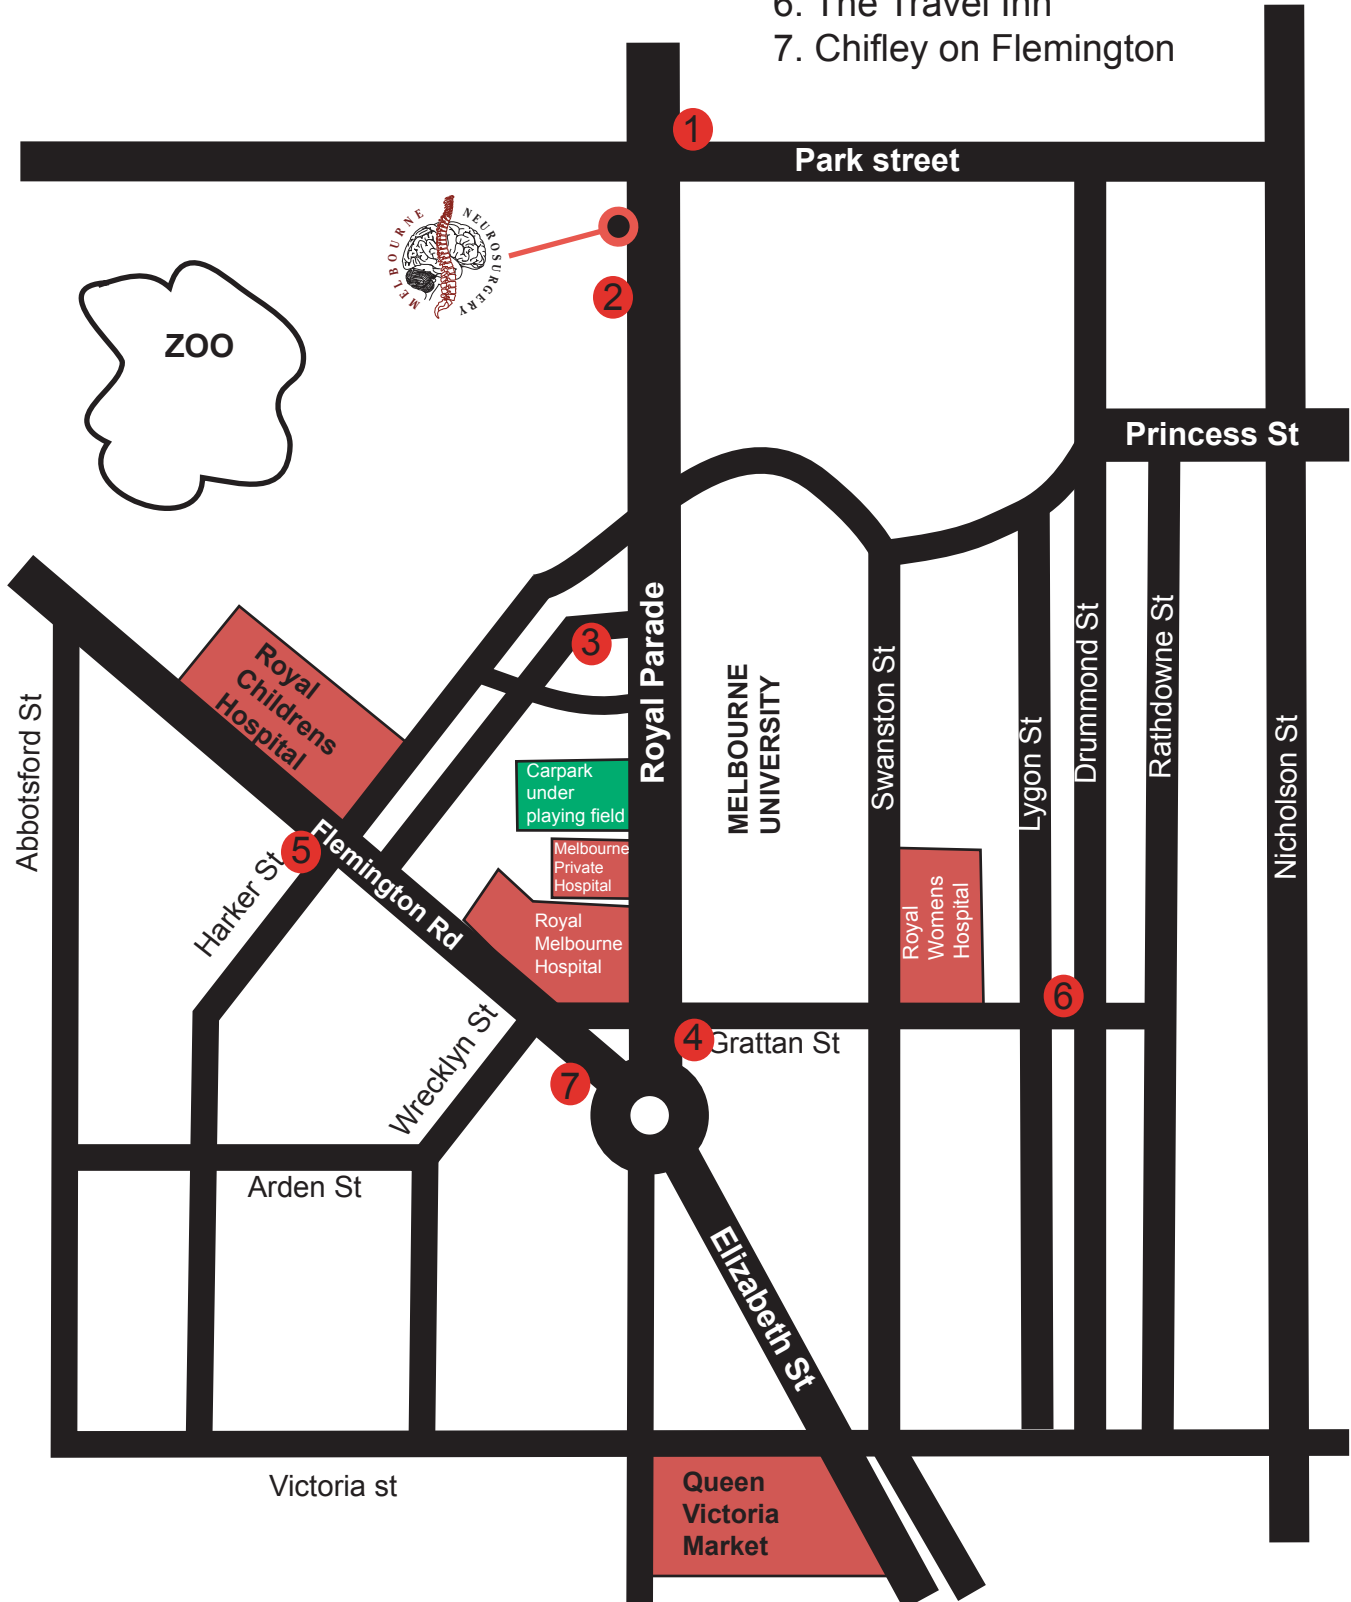 6. The Travel Inn
7. Chifley on Flemington
1
Park street
MELBOURNE NEUROSURGERY
2
ZOO
Princess St
3
Royal Parade
MELBOURNE
UNIVERSITY
Swanston St
Lygon St
Drummond St
Rathdowne St
Nicholson St
Abbotsford St
Royal
Childrens
Hospital
Carpark
under
playing field
Melbourne
Private
Hospital
Royal
Melbourne
Hospital
Royal
Womens
Hospital
5
Flemington Rd
Harker St
6
4
Grattan St
Wrecklyn St
7
Arden St
Elizabeth St
Victoria st
Queen
Victoria
Market